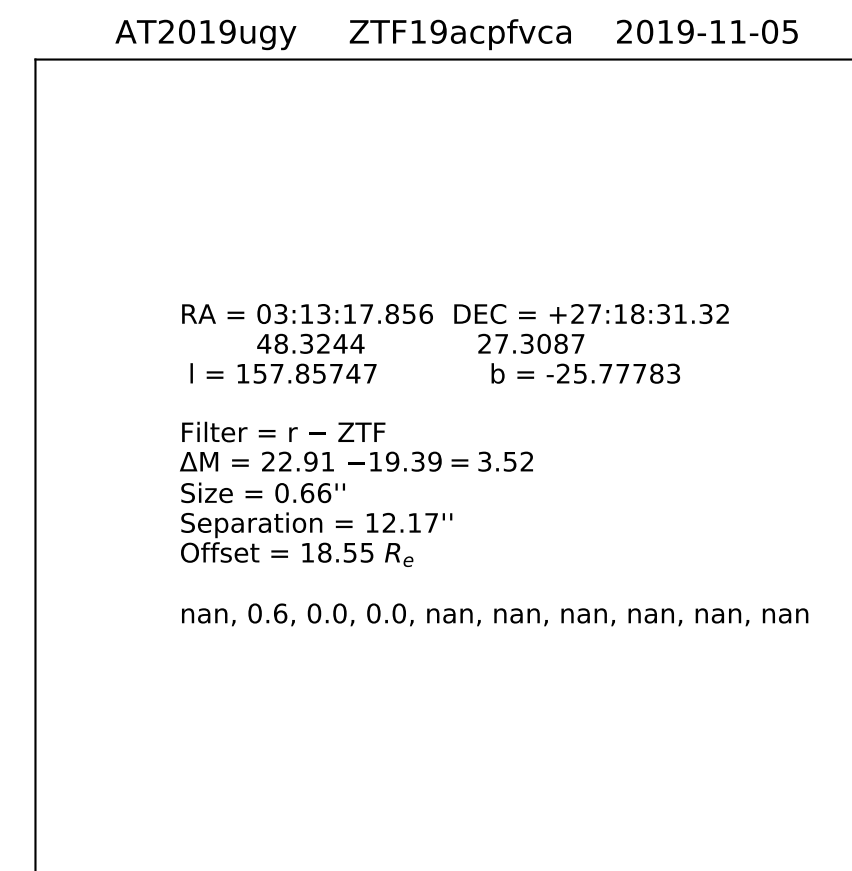 AT2019ugy ZTF19acpfvca 2019-11-05
RA = 03:13:17.856 DEC = +27:18:31.32
48.3244 27.3087
l = 157.85747 b = -25.77783
Filter = r − ZTF
ΔM = 22.91 −19.39 = 3.52
Size = 0.66''
Separation = 12.17''
Offset = 18.55 Re
nan, 0.6, 0.0, 0.0, nan, nan, nan, nan, nan, nan